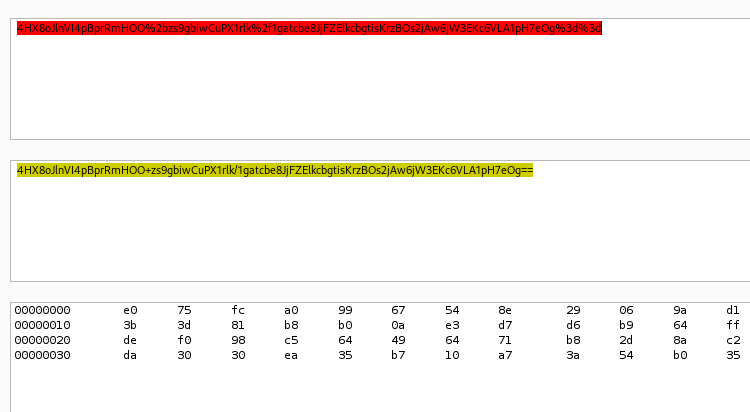 4HX8oJlnVI4pBprRmHOO%2bzs9gbiwCuPX1rlk%2f1gatcbe8JjFZElkcbgtisKrzBOs2jAw6jW3EKc6VLA1pH7eOg%3d%3d
4HX8oJlnVI4pBprRmHOO+zs9gbiwCuPX1rlk/1gatcbe8JjFZElkcbgtisKrzBOs2jAw6jW3EKc6VLA1pH7eOg==
00000000 e0 75 fc a0 99 67 54 8e 29 06 9a d1
00000010 3b 3d 81 b8 b0 0a e3 d7 d6 b9 64 ff
00000020 de f0 98 c5 64 49 64 71 b8 2d 8a c2
00000030 da 30 30 ea 35 b7 10 a7 3a 54 b0 35